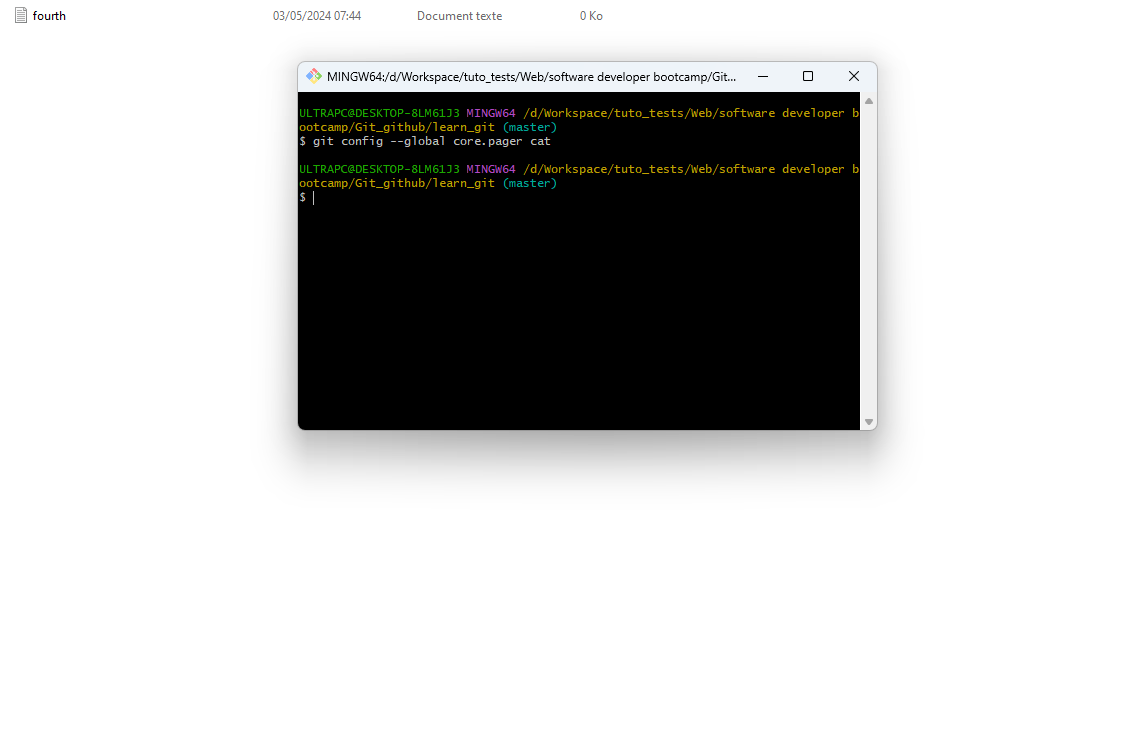 fourth 03/05/2024 07:44 Document texte 0 Ko
MINGW64:/d/Workspace/tuto_tests/Web/software developer bootcamp/Git...
ULTRAPC@DESKTOP-8LM61J3 MINGW64 /d/Workspace/tuto_tests/Web/software developer b
ootcamp/Git_github/learn_git (master)
$ git config --global core.pager cat
ULTRAPC@DESKTOP-8LM61J3 MINGW64 /d/Workspace/tuto_tests/Web/software developer b
ootcamp/Git_github/learn_git (master)
$